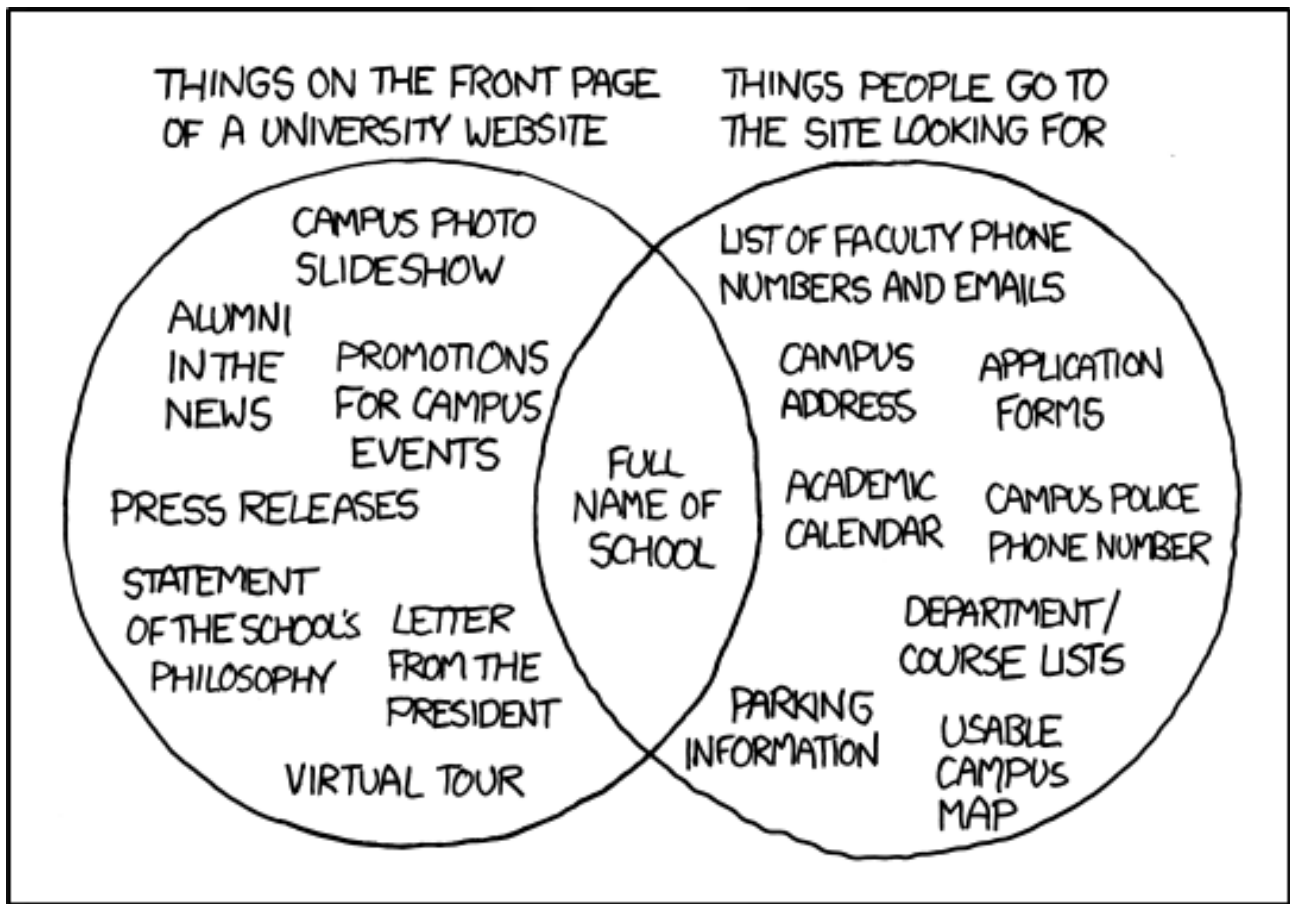 THINGS ON THE FRONT PAGE
OF A UNIVERSITY WEBSITE
THINGS PEOPLE GO TO
THE SITE LOOKING FOR
CAMPUS PHOTO
SLIDESHOW
ALUMNI
IN THE
NEWS
PROMOTIONS
FOR CAMPUS
EVENTS
PRESS RELEASES
STATEMENT
OF THE SCHOOL'S
PHILOSOPHY
LETTER
FROM THE
PRESIDENT
VIRTUAL TOUR
FULL
NAME OF
SCHOOL
LIST OF FACULTY PHONE
NUMBERS AND EMAILS
CAMPUS
ADDRESS
APPLICATION
FORMS
ACADEMIC
CALENDAR
CAMPUS POLICE
PHONE NUMBER
DEPARTMENT/
COURSE LISTS
PARKING
INFORMATION
USABLE
CAMPUS
MAP